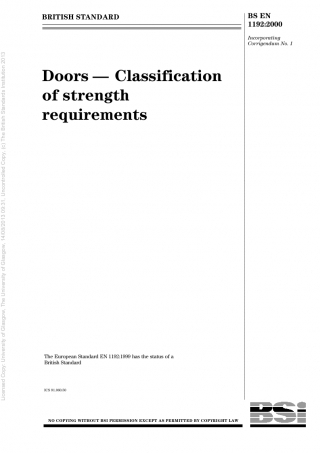 BRITISH STANDARD
BS EN
1192:2000
Incorporating
Corrigendum No. 1
Doors — Classification
of strength
requirements
The European Standard EN 1192:1999 has the status of a
British Standard
ICS 91.060.50
NO COPYING WITHOUT BSI PERMISSION EXCEPT AS PERMITTED BY COPYRIGHT LAW
BSi
Licensed Copy: University of Glasgow, The University of Glasgow, 14/03/2013 09:31, Uncontrolled Copy, (c) The British Standards Institution 2013